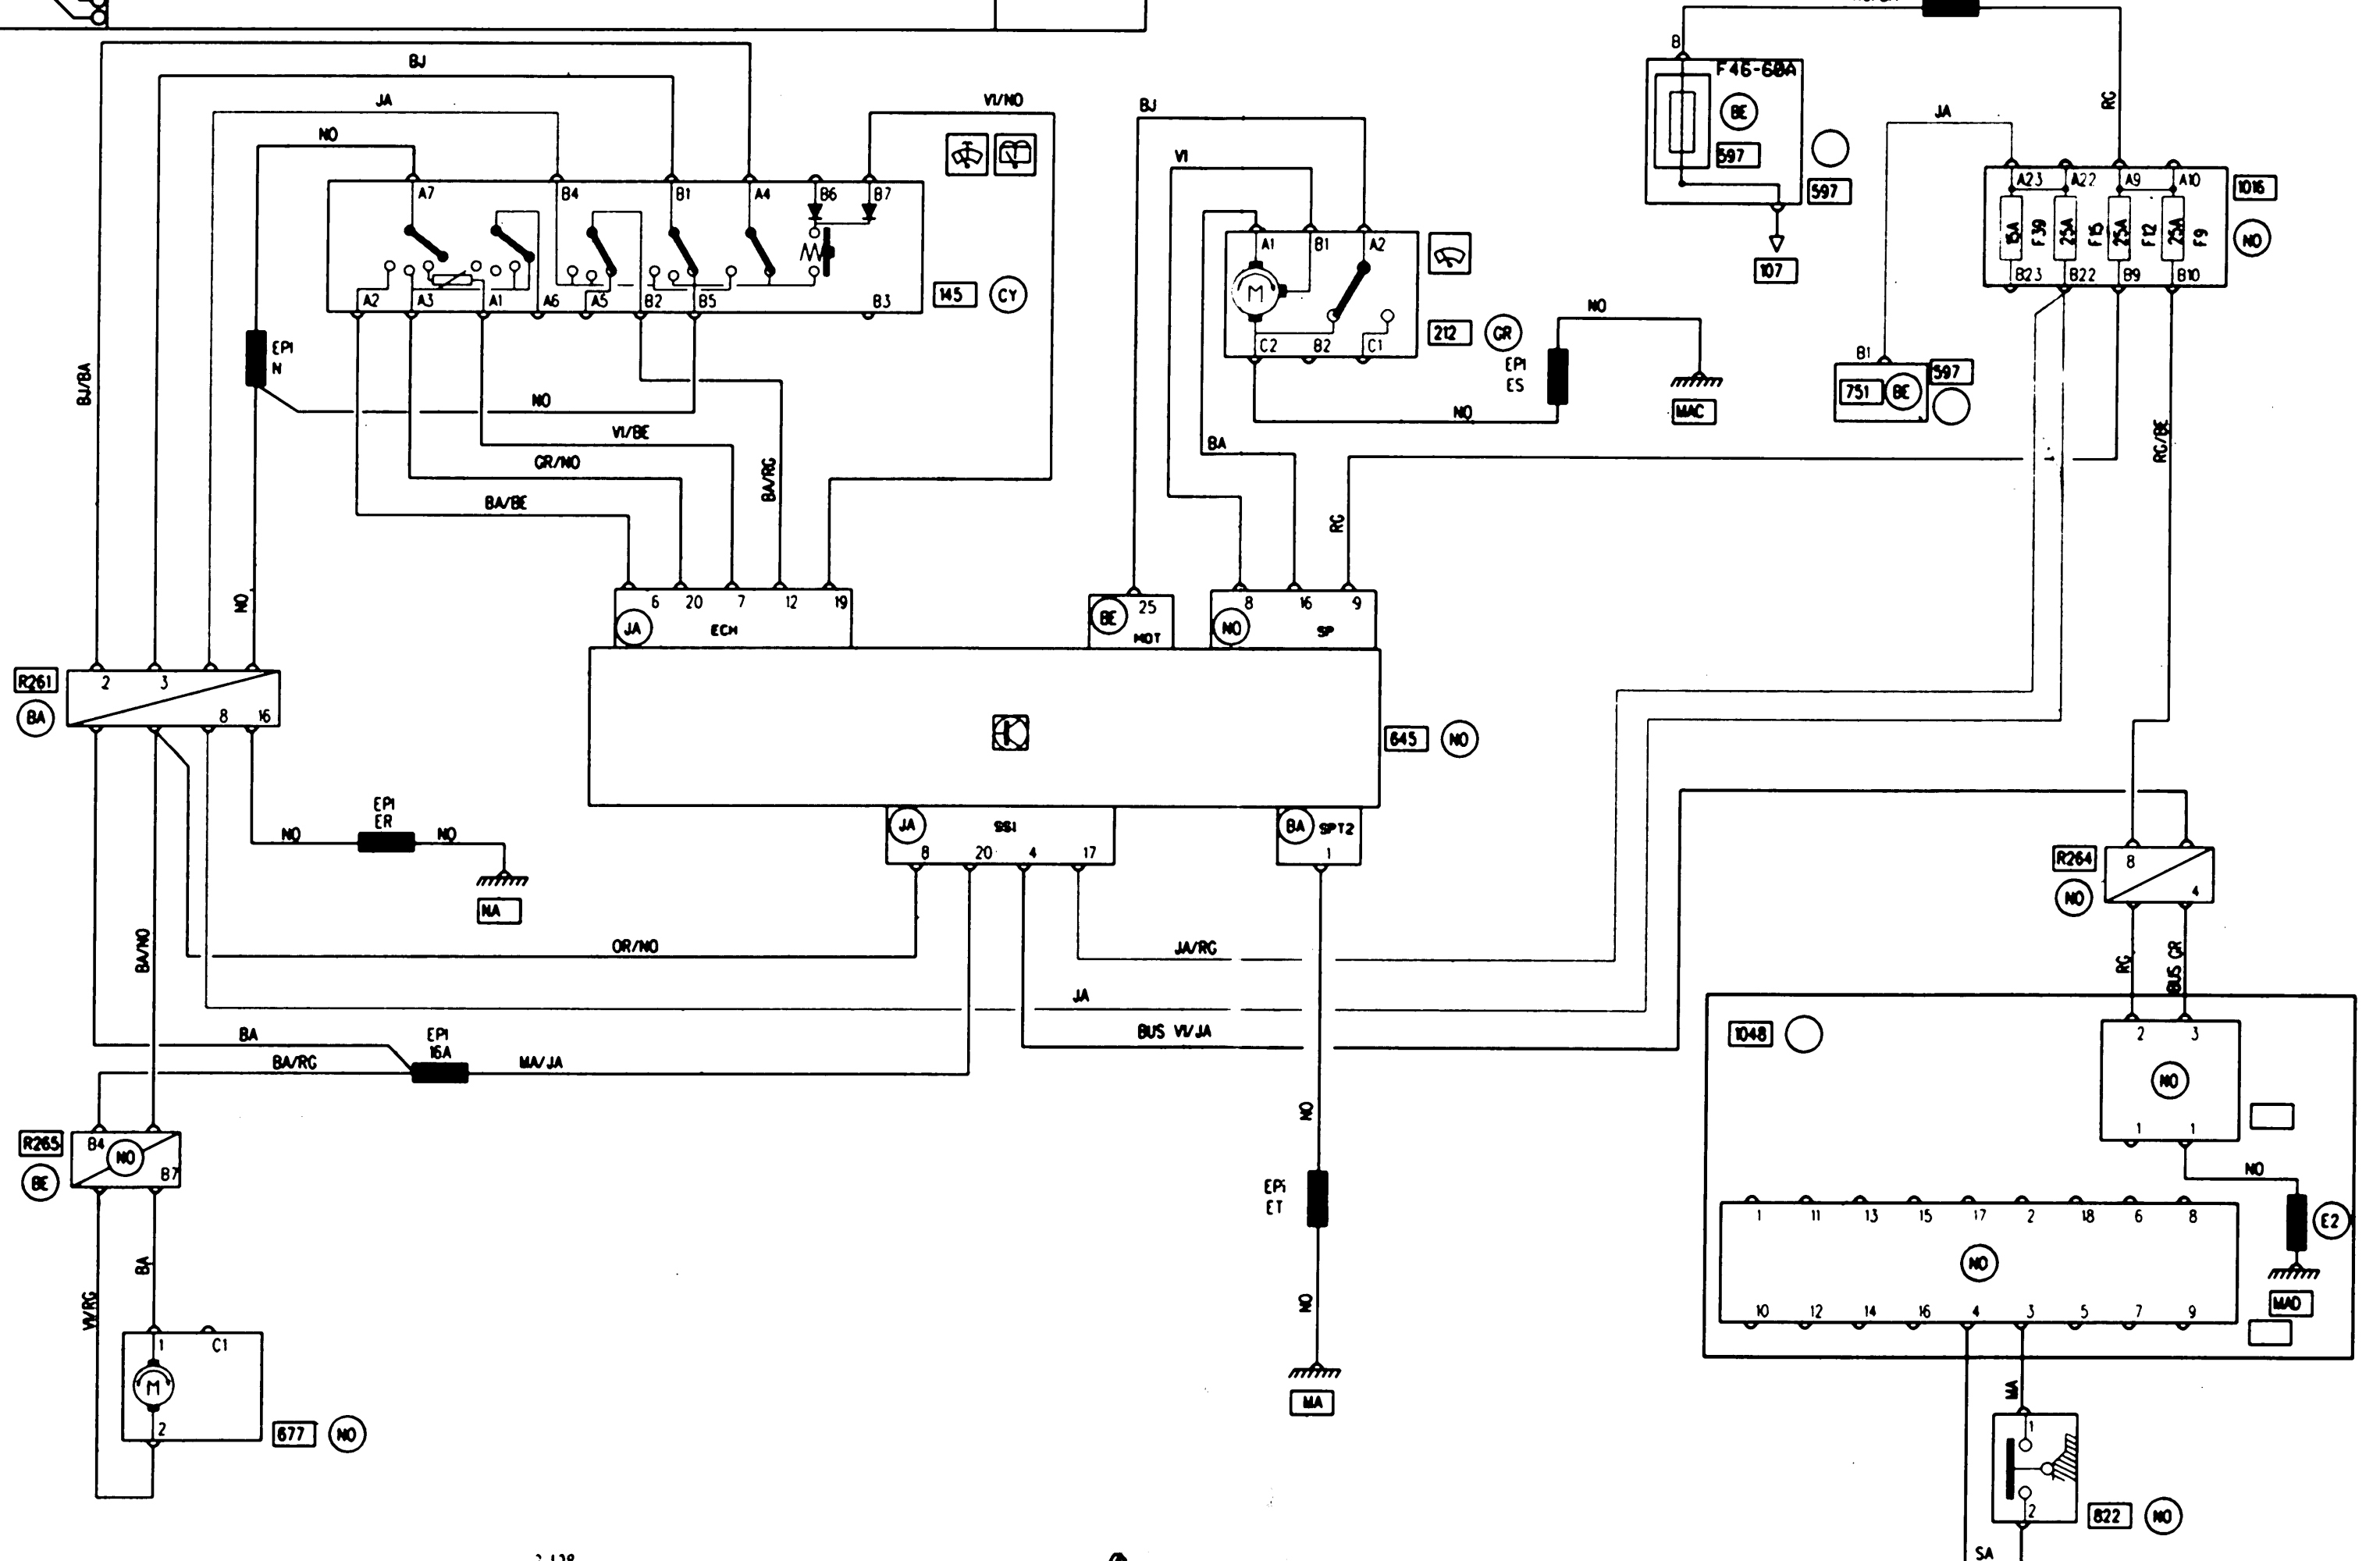 B
F46-60A
BJ
VI/NO
JA
BJ
RG
JA
BE
NO
VI
597
597
A7
B4
B1
A4
B6
B7
A23
A22
A9
A10
1016
A1
B1
A2
15A
F39
25A
F15
25A
F12
25A
F9
NO
M
107
B23
B22
B9
B10
A2
A3
A1
A6
A5
B2
B5
B3
145
CY
NO
212
GR
C2
B2
C1
EPI
N
EPI
ES
B1
597
751
BE
BJ/BA
NO
NO
MAC
VI/BE
BA
RG/BE
GR/NO
BA/RG
BA/BE
RG
NO
6
20
7
12
19
JA
ECM
BE
25
MOT
8
16
9
NO
SP
R261
2
3
BA
8
16
645
NO
EPI
ER
NO
NO
JA
SS1
8
20
4
17
BA
SPT2
1
R264
8
NO
4
NA
BA/NO
OR/NO
JA/RG
RG
BUS GR
JA
BA
EPI
16A
BUS VI/JA
1048
2
3
BA/RG
MA/JA
NO
NO
R265
B4
NO
B7
BE
1
1
NO
EPI
ET
1
11
13
15
17
2
18
6
8
E2
BA
NO
VI/RG
NO
10
12
14
16
4
3
5
7
9
MAD
1
C1
M
2
MA
MA
677
NO
1
2
822
NO
SA